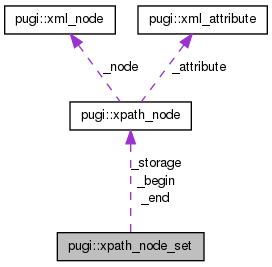 pugi::xml_node pugi::xml_attribute
_node _attribute
pugi::xpath_node
_storage
_begin
_end
pugi::xpath_node_set